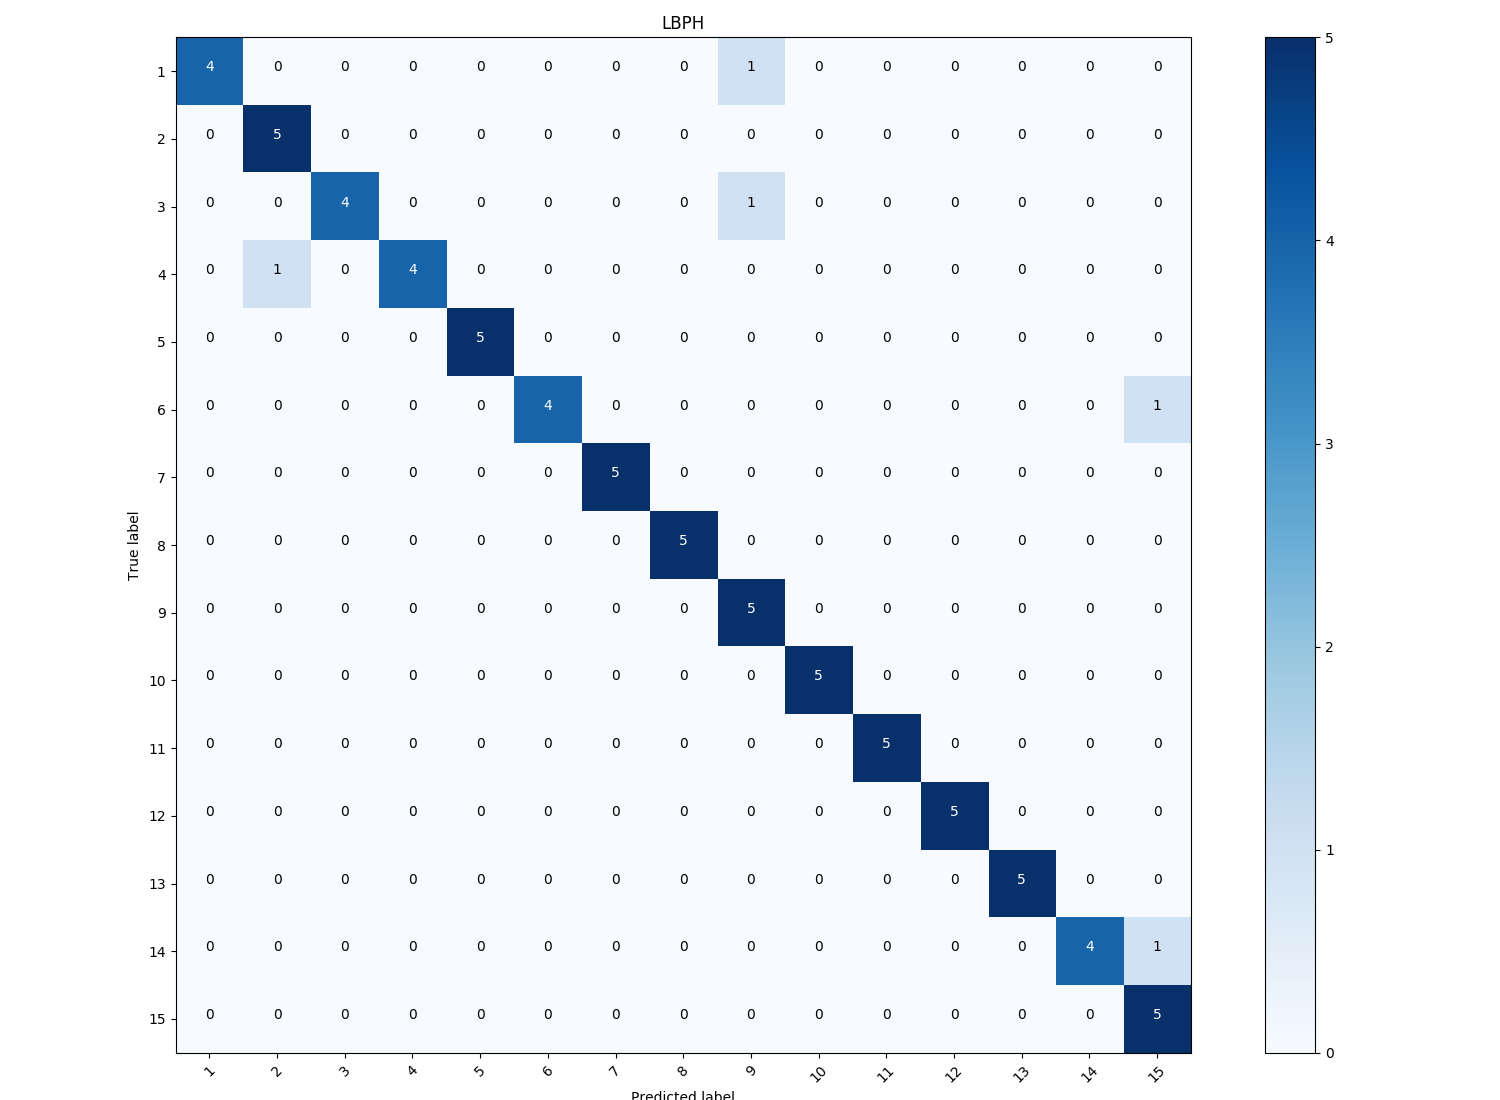 LBPH
1 4 0 0 0 0 0 0 0 1 0 0 0 0 0 0
2 0 5 0 0 0 0 0 0 0 0 0 0 0 0 0
3 0 0 4 0 0 0 0 0 1 0 0 0 0 0 0
4 0 1 0 4 0 0 0 0 0 0 0 0 0 0 0
5 0 0 0 0 5 0 0 0 0 0 0 0 0 0 0
6 0 0 0 0 0 4 0 0 0 0 0 0 0 0 1
7 0 0 0 0 0 0 5 0 0 0 0 0 0 0 0
8 0 0 0 0 0 0 0 5 0 0 0 0 0 0 0
9 0 0 0 0 0 0 0 0 5 0 0 0 0 0 0
10 0 0 0 0 0 0 0 0 0 5 0 0 0 0 0
11 0 0 0 0 0 0 0 0 0 0 5 0 0 0 0
12 0 0 0 0 0 0 0 0 0 0 0 5 0 0 0
13 0 0 0 0 0 0 0 0 0 0 0 0 5 0 0
14 0 0 0 0 0 0 0 0 0 0 0 0 0 4 1
15 0 0 0 0 0 0 0 0 0 0 0 0 0 0 5
1 2 3 4 5 6 7 8 9 10 11 12 13 14 15
True label
Predicted label
5
4
3
2
1
0